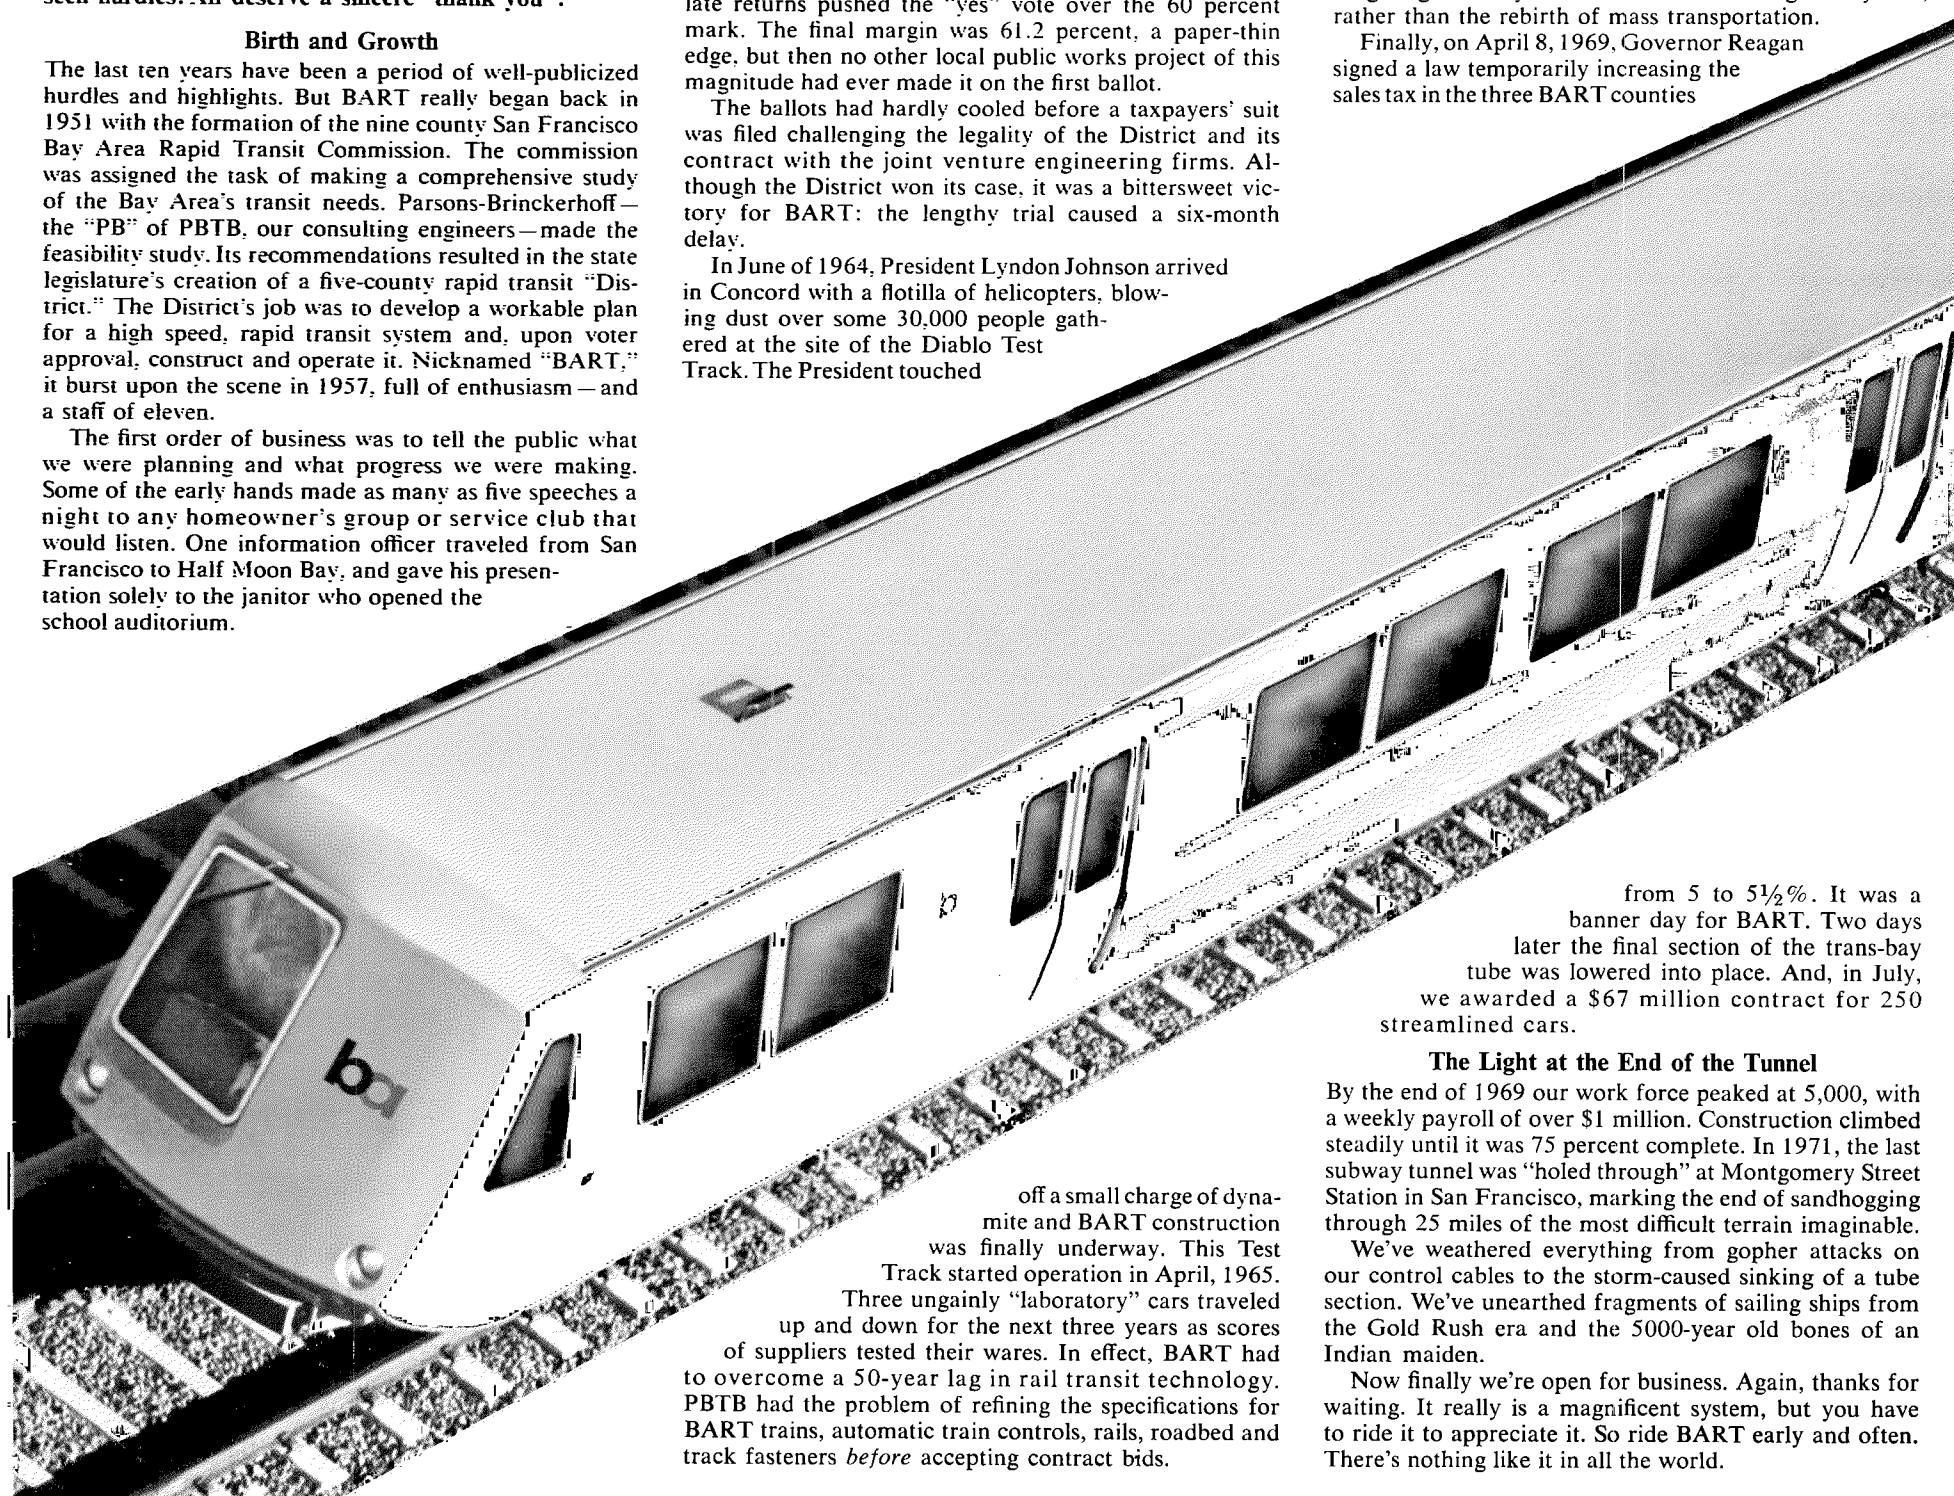 seen hurdles. All deserve a sincere "thank you".
Birth and Growth
The last ten years have been a period of well-publicized
hurdles and highlights. But BART really began back in
1951 with the formation of the nine county San Francisco
Bay Area Rapid Transit Commission. The commission
was assigned the task of making a comprehensive study
of the Bay Area's transit needs. Parsons-Brinckerhoff—
the "PB" of PBTB, our consulting engineers—made the
feasibility study. Its recommendations resulted in the state
legislature's creation of a five-county rapid transit "Dis-
trict." The District's job was to develop a workable plan
for a high speed, rapid transit system and, upon voter
approval, construct and operate it. Nicknamed "BART,"
it burst upon the scene in 1957, full of enthusiasm—and
a staff of eleven.
The first order of business was to tell the public what
we were planning and what progress we were making.
Some of the early hands made as many as five speeches a
night to any homeowner's group or service club that
would listen. One information officer traveled from San
Francisco to Half Moon Bay, and gave his presen-
tation solely to the janitor who opened the
school auditorium.
late returns pushed the "yes" vote over the 60 percent
mark. The final margin was 61.2 percent, a paper-thin
edge, but then no other local public works project of this
magnitude had ever made it on the first ballot.
The ballots had hardly cooled before a taxpayers' suit
was filed challenging the legality of the District and its
contract with the joint venture engineering firms. Al-
though the District won its case, it was a bittersweet vic-
tory for BART: the lengthy trial caused a six-month
delay.
In June of 1964, President Lyndon Johnson arrived
in Concord with a flotilla of helicopters, blow-
ing dust over some 30,000 people gath-
ered at the site of the Diablo Test
Track. The President touched
off a small charge of dyna-
mite and BART construction
was finally underway. This Test
Track started operation in April, 1965.
Three ungainly "laboratory" cars traveled
up and down for the next three years as scores
of suppliers tested their wares. In effect, BART had
to overcome a 50-year lag in rail transit technology.
PBTB had the problem of refining the specifications for
BART trains, automatic train controls, rails, roadbed and
track fasteners before accepting contract bids.
rather than the rebirth of mass transportation.
Finally, on April 8, 1969, Governor Reagan
signed a law temporarily increasing the
sales tax in the three BART counties
from 5 to 5½%. It was a
banner day for BART. Two days
later the final section of the trans-bay
tube was lowered into place. And, in July,
we awarded a $67 million contract for 250
streamlined cars.
The Light at the End of the Tunnel
By the end of 1969 our work force peaked at 5,000, with
a weekly payroll of over $1 million. Construction climbed
steadily until it was 75 percent complete. In 1971, the last
subway tunnel was "holed through" at Montgomery Street
Station in San Francisco, marking the end of sandhogging
through 25 miles of the most difficult terrain imaginable.
We've weathered everything from gopher attacks on
our control cables to the storm-caused sinking of a tube
section. We've unearthed fragments of sailing ships from
the Gold Rush era and the 5000-year old bones of an
Indian maiden.
Now finally we're open for business. Again, thanks for
waiting. It really is a magnificent system, but you have
to ride it to appreciate it. So ride BART early and often.
There's nothing like it in all the world.
ba